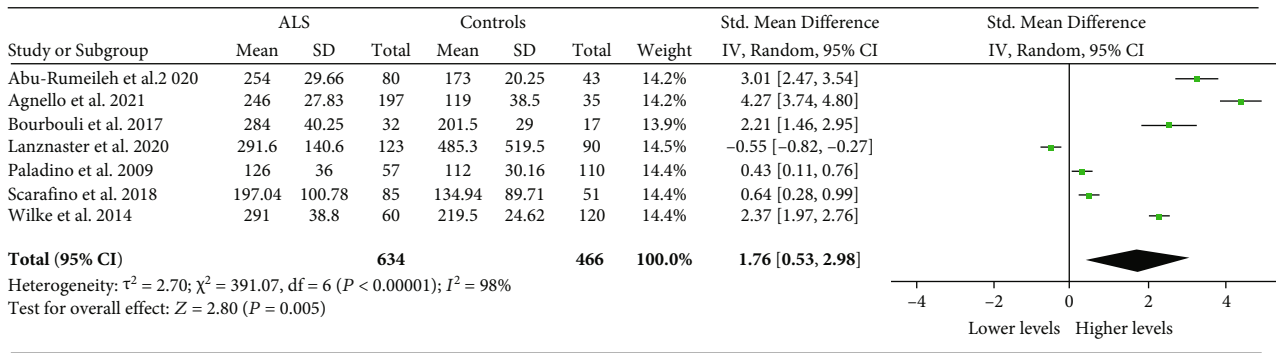 ALS Controls Std. Mean Difference Std. Mean Difference
Study or Subgroup Mean SD Total Mean SD Total Weight IV, Random, 95% CI IV, Random, 95% CI
Abu-Rumeileh et al.2 020 254 29.66 80 173 20.25 43 14.2% 3.01 [2.47, 3.54]
Agnello et al. 2021 246 27.83 197 119 38.5 35 14.2% 4.27 [3.74, 4.80]
Bourbouli et al. 2017 284 40.25 32 201.5 29 17 13.9% 2.21 [1.46, 2.95]
Lanznaster et al. 2020 291.6 140.6 123 485.3 519.5 90 14.5% −0.55 [−0.82, −0.27]
Paladino et al. 2009 126 36 57 112 30.16 110 14.4% 0.43 [0.11, 0.76]
Scarafino et al. 2018 197.04 100.78 85 134.94 89.71 51 14.4% 0.64 [0.28, 0.99]
Wilke et al. 2014 291 38.8 60 219.5 24.62 120 14.4% 2.37 [1.97, 2.76]
Total (95% CI) 634 466 100.0% 1.76 [0.53, 2.98]
Heterogeneity: τ² = 2.70; χ² = 391.07, df = 6 (P < 0.00001); I² = 98%
Test for overall effect: Z = 2.80 (P = 0.005)
−4 −2 0 2 4
Lower levels Higher levels